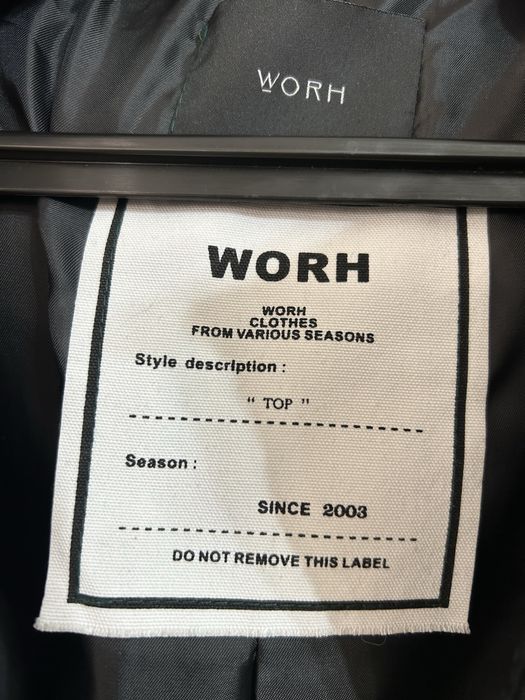 WORH
WORH
WORH
CLOTHES
FROM VARIOUS SEASONS
Style description :
“ TOP ”
Season :
SINCE 2003
DO NOT REMOVE THIS LABEL